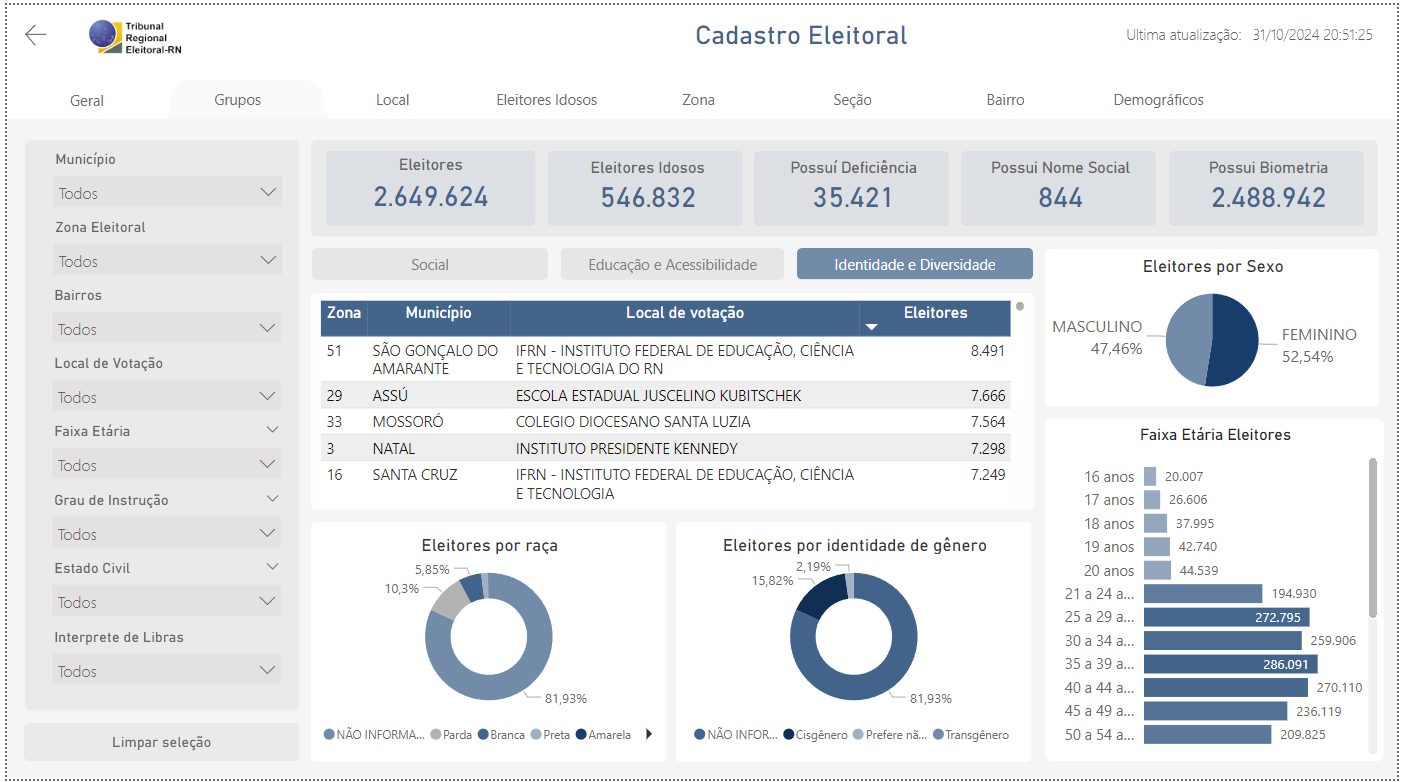 Tribunal
Regional
Eleitoral-RN
Cadastro Eleitoral
Ultima atualização: 31/10/2024 20:51:25
Geral
Grupos
Local
Eleitores Idosos
Zona
Seção
Bairro
Demográficos
Município
Todos
Zona Eleitoral
Todos
Bairros
Todos
Local de Votação
Todos
Faixa Etária
Todos
Grau de Instrução
Todos
Estado Civil
Todos
Interprete de Libras
Todos
Limpar seleção
Eleitores
2.649.624
Eleitores Idosos
546.832
Possuí Deficiência
35.421
Possui Nome Social
844
Possui Biometria
2.488.942
Social
Educação e Acessibilidade
Identidade e Diversidade
Zona Município Local de votação Eleitores
51 SÃO GONÇALO DO IFRN - INSTITUTO FEDERAL DE EDUCAÇÃO, CIÊNCIA 8.491
AMARANTE E TECNOLOGIA DO RN
29 ASSÚ ESCOLA ESTADUAL JUSCELINO KUBITSCHEK 7.666
33 MOSSORÓ COLEGIO DIOCESANO SANTA LUZIA 7.564
3 NATAL INSTITUTO PRESIDENTE KENNEDY 7.298
16 SANTA CRUZ IFRN - INSTITUTO FEDERAL DE EDUCAÇÃO, CIÊNCIA 7.249
E TECNOLOGIA
Eleitores por raça
5,85%
10,3%
81,93%
NÃO INFORMA... Parda Branca Preta Amarela
Eleitores por identidade de gênero
2,19%
15,82%
81,93%
NÃO INFOR... Cisgênero Prefere nã... Transgênero
Eleitores por Sexo
MASCULINO
47,46%
FEMININO
52,54%
Faixa Etária Eleitores
16 anos 20.007
17 anos 26.606
18 anos 37.995
19 anos 42.740
20 anos 44.539
21 a 24 a... 194.930
25 a 29 a... 272.795
30 a 34 a... 259.906
35 a 39 a... 286.091
40 a 44 a... 270.110
45 a 49 a... 236.119
50 a 54 a... 209.825